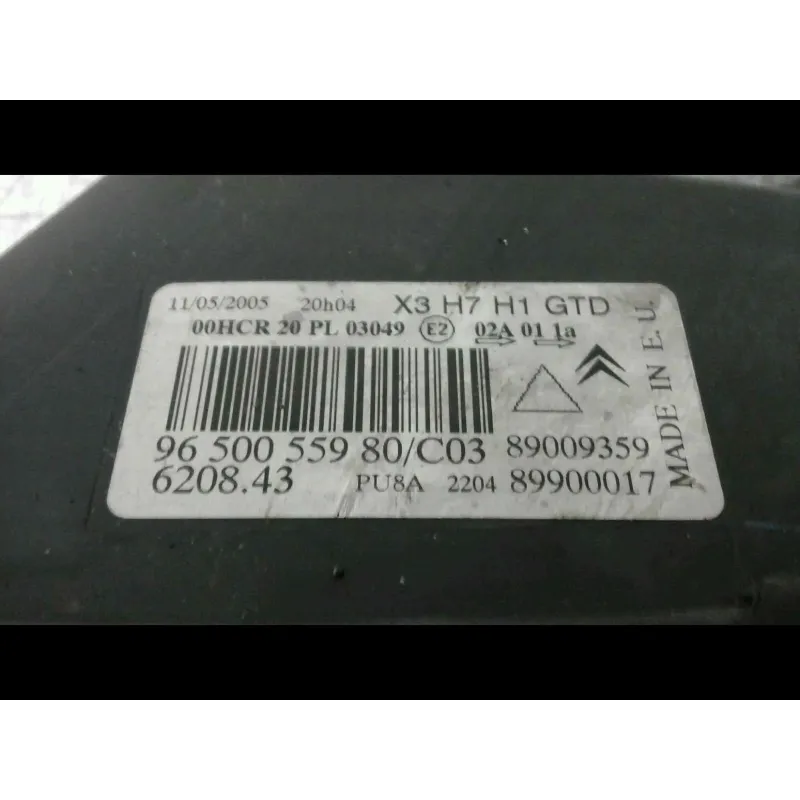 11/05/2005 20h04 X3 H7 H1 GTD
00HCR 20 PL 03049 E2 02A 01 1a
96 500 559 80/C03 89009359
6208.43 PU8A 2204 89900017
MADE IN E. U.